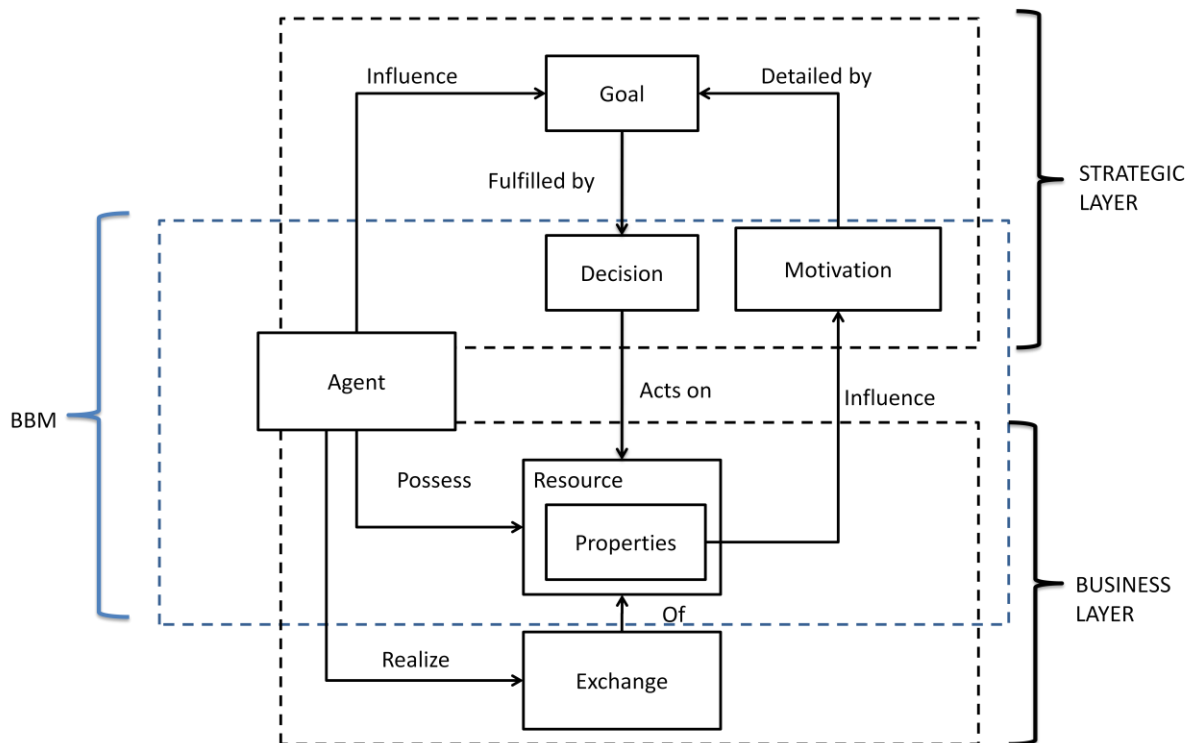 Influence
Goal
Detailed by
Fulfilled by
STRATEGIC
LAYER
Decision
Motivation
Agent
Acts on
Influence
BBM
Possess
Resource
Properties
BUSINESS
LAYER
Of
Realize
Exchange